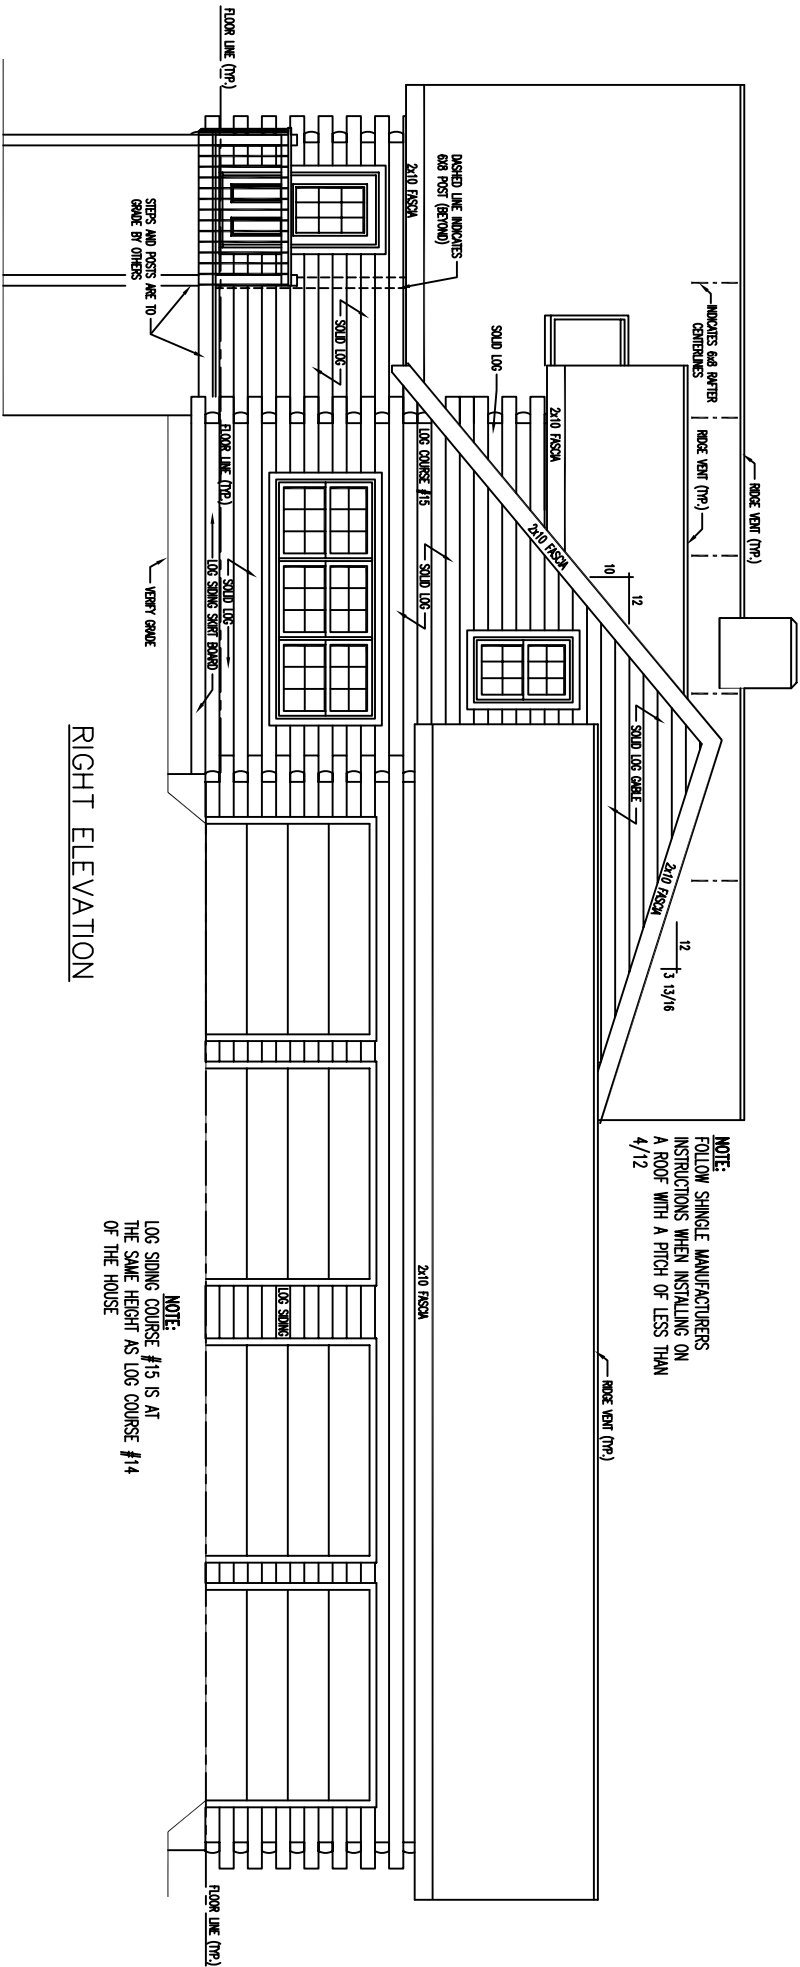 RIDGE VENT (TYP.)
INDICATES 6x8 RAFTER
CENTERLINES
RIDGE VENT (TYP.)
NOTE:
FOLLOW SHINGLE MANUFACTURERS
INSTRUCTIONS WHEN INSTALLING ON
A ROOF WITH A PITCH OF LESS THAN
4/12
12
3 13/16
2x10 FASCIA
12
10
SOLID LOG GABLE
RIDGE VENT (TYP.)
2x10 FASCIA
2x10 FASCIA
SOLID LOG
DASHED LINE INDICATES
6X8 POST (BEYOND)
2x10 FASCIA
LOG COURSE #15
SOLID LOG
2x10 FASCIA
SOLID LOG
LOG SIDING
FLOOR LINE (TYP.)
FLOOR LINE (TYP.)
SOLID LOG
LOG SIDING SKIRT BOARD
FLOOR LINE (TYP.)
STEPS AND POSTS ARE TO
GRADE BY OTHERS
VERIFY GRADE
NOTE:
LOG SIDING COURSE #15 IS AT
THE SAME HEIGHT AS LOG COURSE #14
OF THE HOUSE
RIGHT ELEVATION